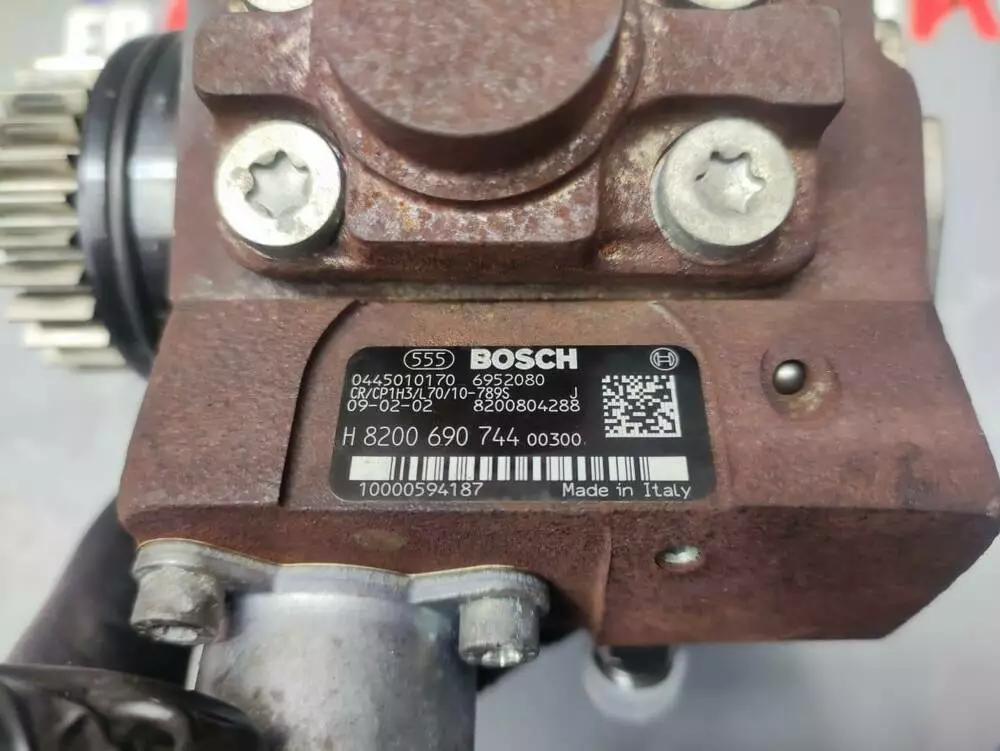 555 BOSCH
0445010170 6952080
CR/CP1H3/L70/10-789S J
09-02-02 8200804288
H 8200 690 744 00300
10000594187 Made in Italy